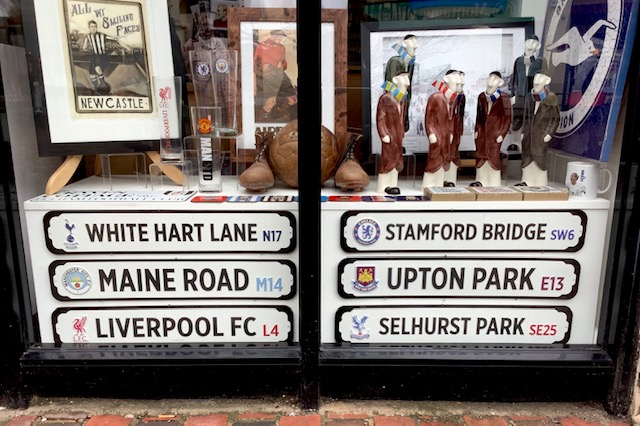 ALL MY Smiling Faces
NEWCASTLE
LIVERPOOL
MAN UTD
WHITE HART LANE N17
STAMFORD BRIDGE SW6
MAINE ROAD M14
UPTON PARK E13
LIVERPOOL FC L4
SELHURST PARK SE25